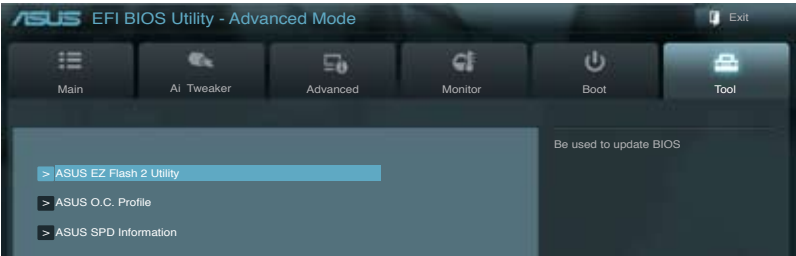 ASUS EFI BIOS Utility - Advanced Mode
Exit
Main
Ai Tweaker
Advanced
Monitor
Boot
Tool
> ASUS EZ Flash 2 Utility
> ASUS O.C. Profile
> ASUS SPD Information
Be used to update BIOS